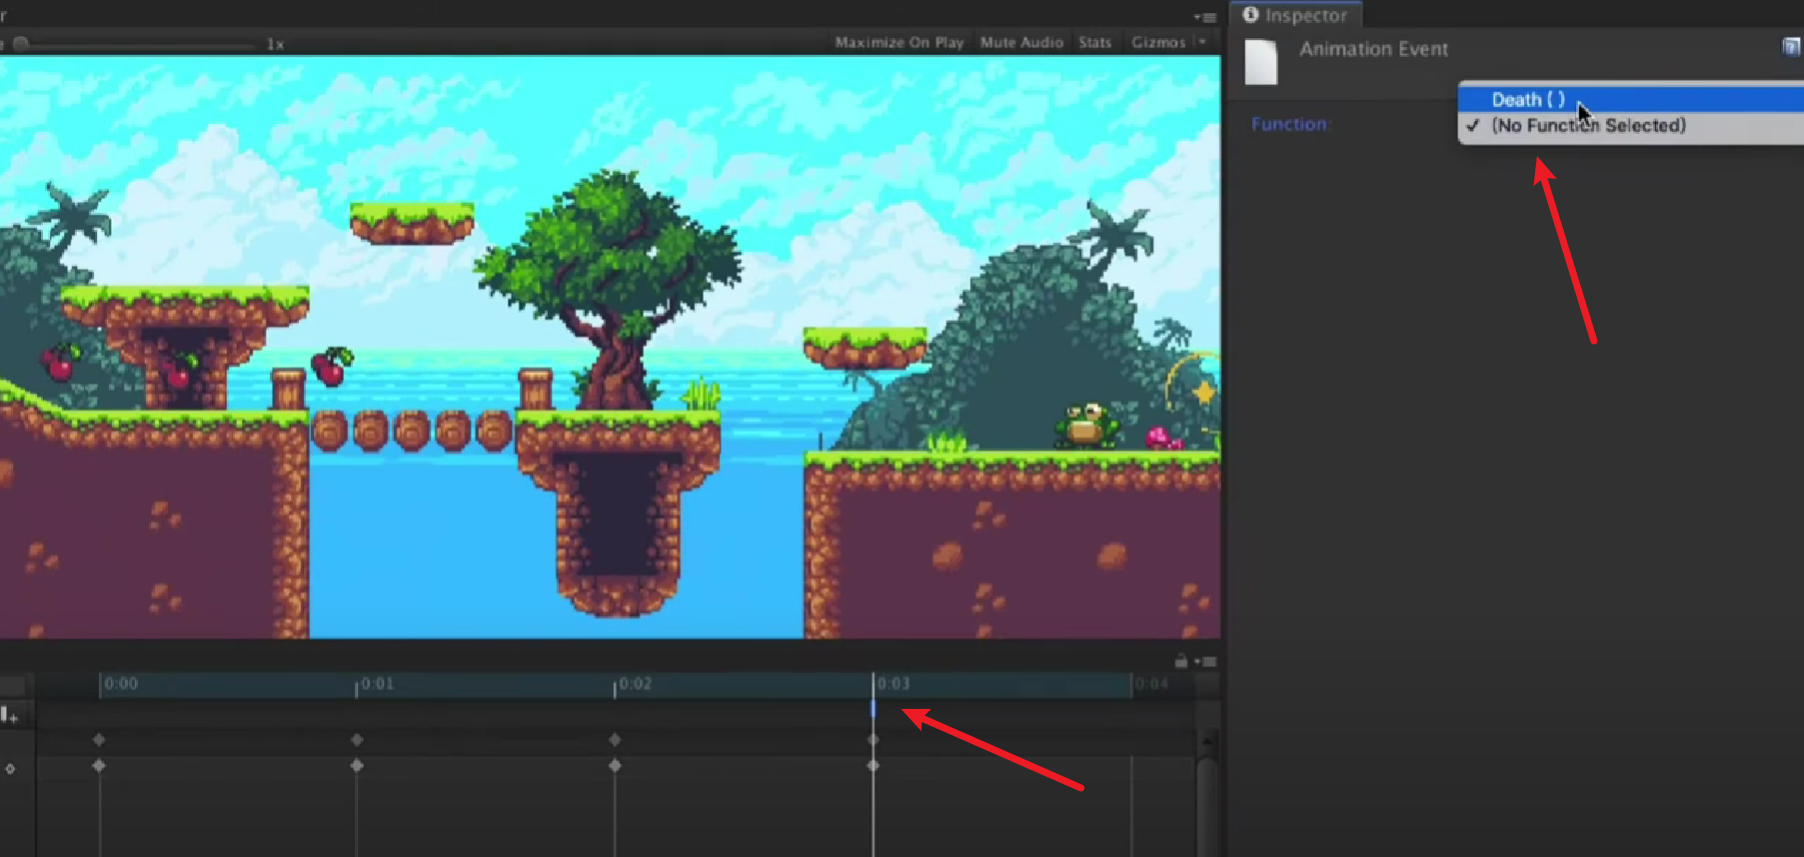 r
Inspector
e
1x
Maximize On Play Mute Audio Stats Gizmos
Animation Event
Death ( )
Function:
✓ (No Function Selected)
0:00 0:01 0:02 0:03 0:04